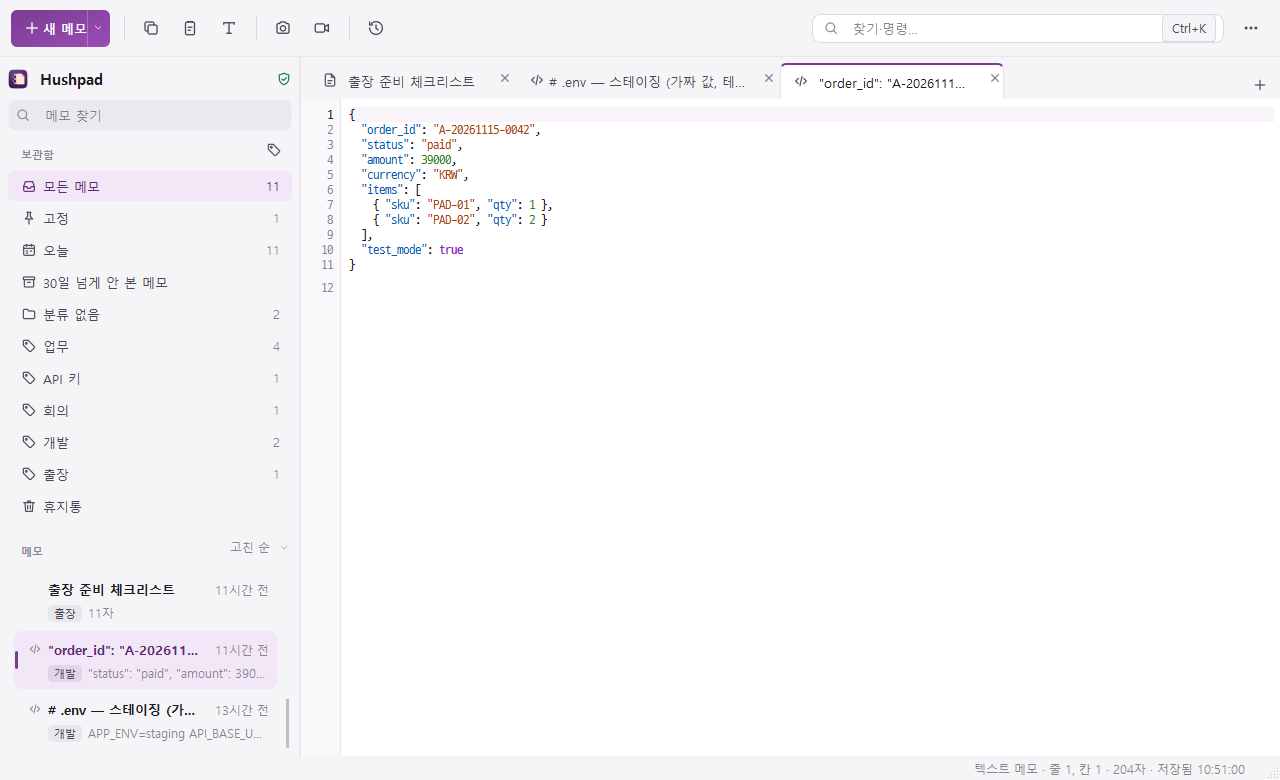 새 메모
찾기·명령...
Ctrl+K
Hushpad
메모 찾기
보관함
모든 메모 11
고정 1
오늘 11
30일 넘게 안 본 메모
분류 없음 2
업무 4
API 키 1
회의 1
개발 2
출장 1
휴지통
메모
고친 순
출장 준비 체크리스트 11시간 전
출장 11자
"order_id": "A-202611... 11시간 전
개발 "status": "paid", "amount": 390...
# .env — 스테이징 (가... 13시간 전
개발 APP_ENV=staging API_BASE_U...
출장 준비 체크리스트
# .env — 스테이징 (가짜 값, 테...
"order_id": "A-2026111...
1 {
2 "order_id": "A-20261115-0042",
3 "status": "paid",
4 "amount": 39000,
5 "currency": "KRW",
6 "items": [
7 { "sku": "PAD-01", "qty": 1 },
8 { "sku": "PAD-02", "qty": 2 }
9 ],
10 "test_mode": true
11 }
12
텍스트 메모 · 줄 1, 칸 1 · 204자 · 저장됨 10:51:00